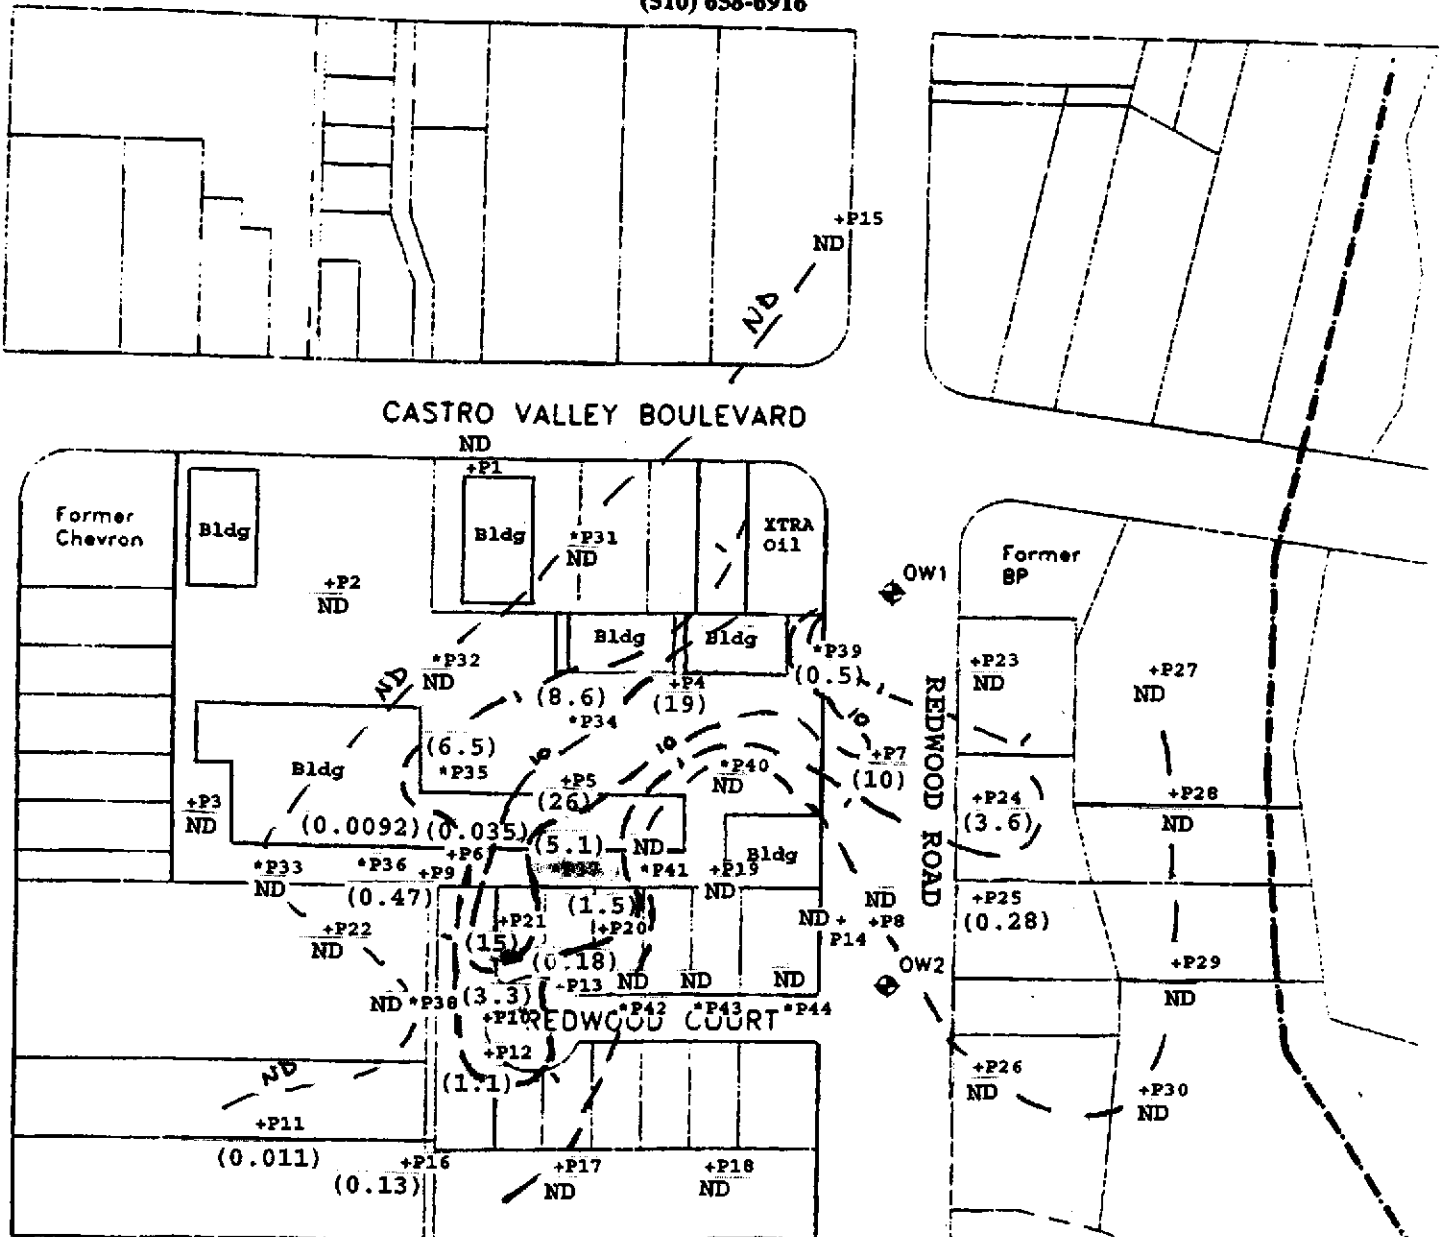 (510) 658-6916
+P15
ND
ND
CASTRO VALLEY BOULEVARD
ND
+P1
Former
Chevron
Bldg
Bldg
*P31
ND
XTRA
Oil
Former
BP
OW1
+P2
ND
Bldg
Bldg
*P32
ND
ND
*P39
(0.5)
+P23
ND
+P27
ND
+P4
(19)
(8.6)
*P34
REDWOOD ROAD
10
10
10
(6.5)
*P35
+P7
(10)
Bldg
*P40
ND
+P5
(26)
+P3
ND
+P24
(3.6)
+P28
ND
(0.0092)
(0.035)
(5.1)
ND
Bldg
+P6
*P33
ND
*P36
+P9
(0.47)
*P41
+P19
ND
(1.5)
ND
+P8
ND +
P14
+P25
(0.28)
+P21
(15)
+P20
+P22
ND
(0.18)
+P13
ND
ND
ND
OW2
+P29
ND
ND *P38
(3.3)
+P10
*P42
*P43
*P44
REDWOOD COURT
+P12
(1.1)
ND
+P26
ND
+P30
ND
+P11
(0.011)
+P16
(0.13)
+P17
ND
+P18
ND